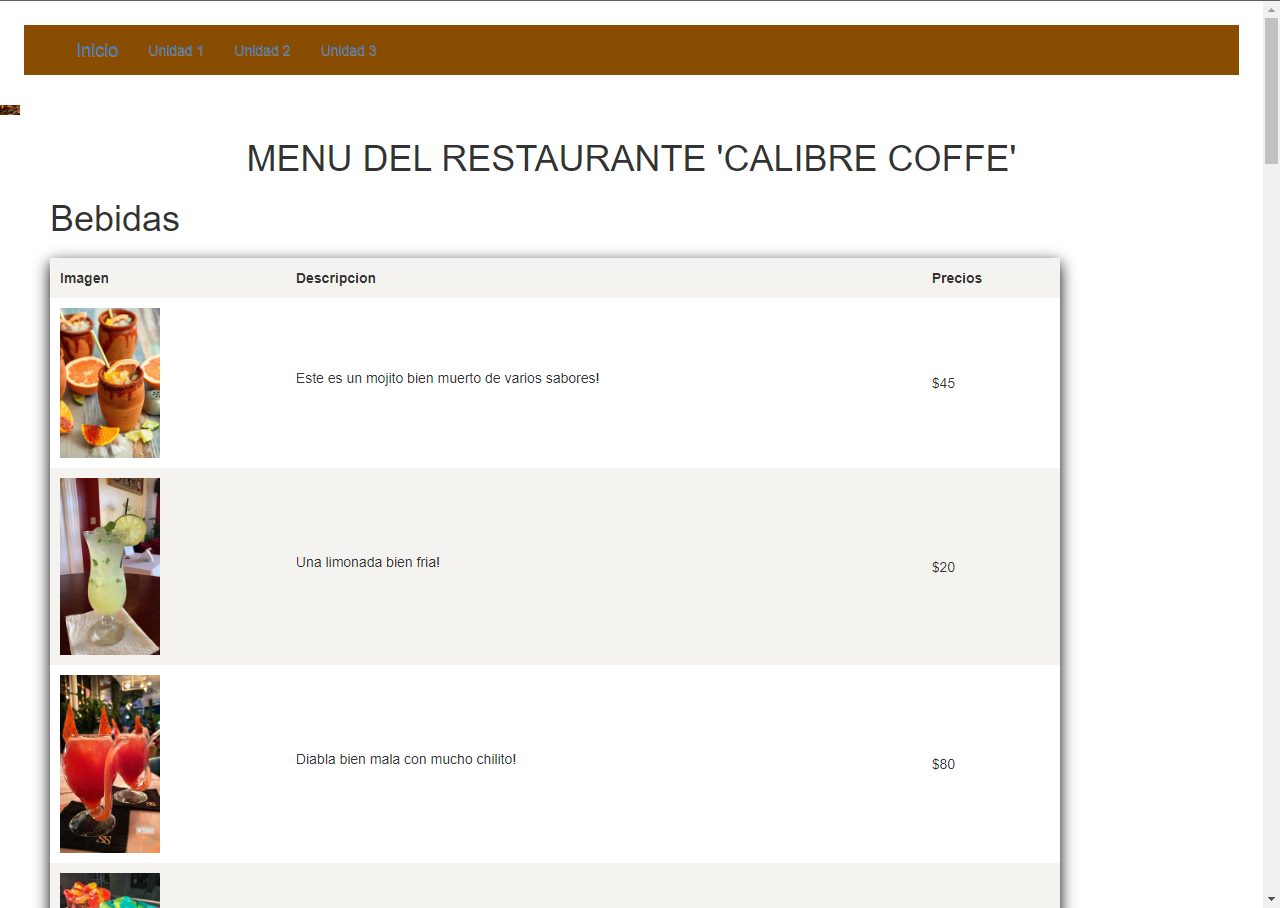 Inicio Unidad 1 Unidad 2 Unidad 3
MENU DEL RESTAURANTE 'CALIBRE COFFE'
Bebidas
Imagen Descripcion Precios
Este es un mojito bien muerto de varios sabores! $45
Una limonada bien fria! $20
Diabla bien mala con mucho chilito! $80